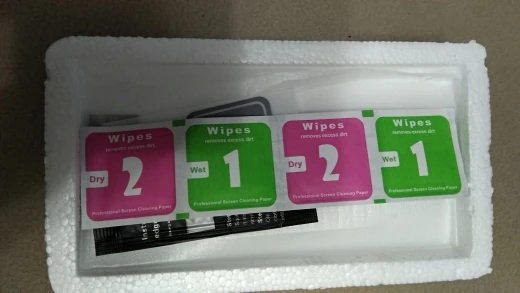 Wipes
removes excess dirt
Dry
2
Professional Screen Cleaning Paper
Wipes
removes excess dirt
Wet
1
Professional Screen Cleaning Paper
Wipes
removes excess dirt
Dry
2
Professional Screen Cleaning Paper
Wipes
removes excess dirt
Wet
1
Professional Screen Cleaning Paper